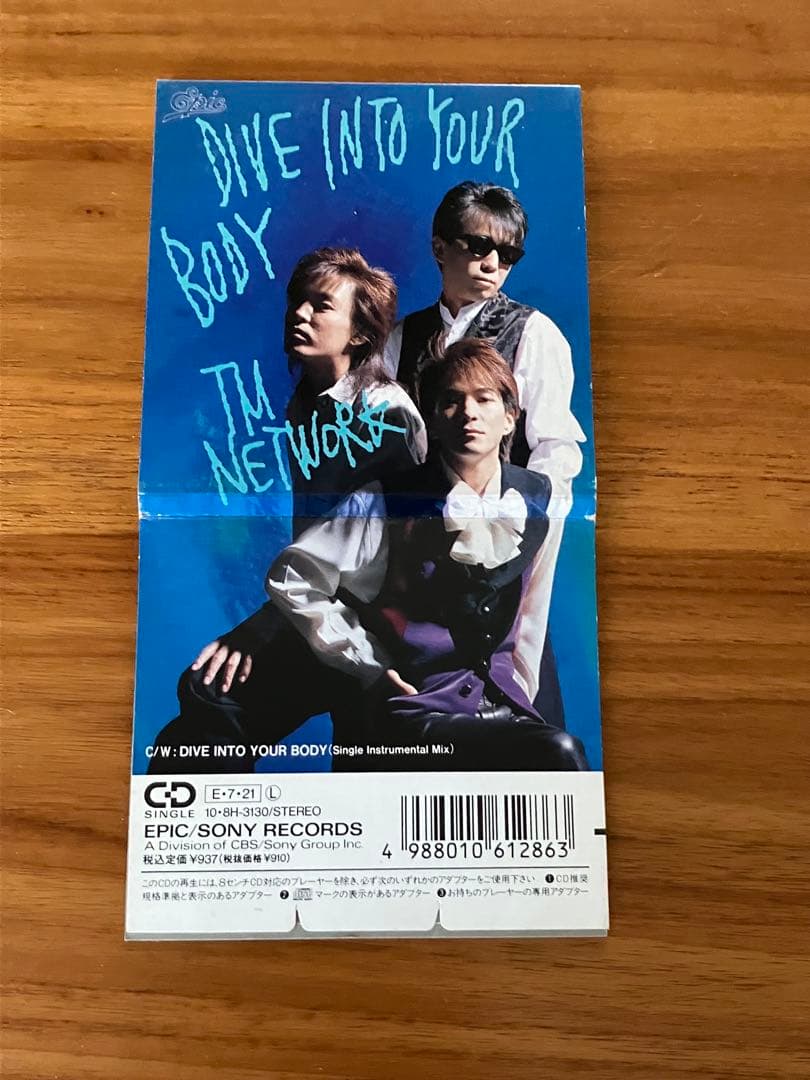 Epic
DIVE INTO YOUR
BODY
TM
NETWORK
C/W : DIVE INTO YOUR BODY (Single Instrumental Mix)
CD
SINGLE
E•7•21 Ⓛ
10•8H-3130/STEREO
EPIC/SONY RECORDS
A Division of CBS/Sony Group Inc.
税込定価¥937(税抜価格¥910)
4 988010 612863
このCDの再生には、8センチCD対応のプレーヤーを除き、必ず次のいずれかのアダプターをご使用下さい ❶CD推奨
規格準拠と表示のあるアダプター ❷ マークの表示があるアダプター ❸お持ちのプレーヤーの専用アダプター